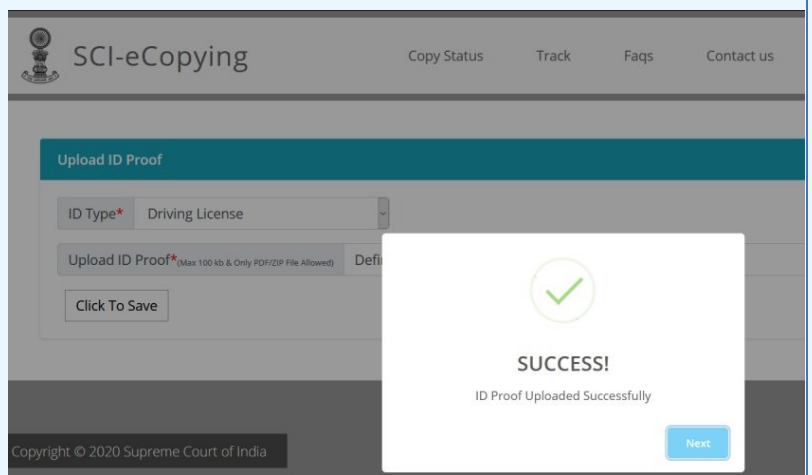 SCI-eCopying
Copy Status Track Faqs Contact us
Upload ID Proof
ID Type* Driving License
Upload ID Proof*(Max 100 kb & Only PDF/ZIP File Allowed) Defi
Click To Save
SUCCESS!
ID Proof Uploaded Successfully
Next
Copyright © 2020 Supreme Court of India